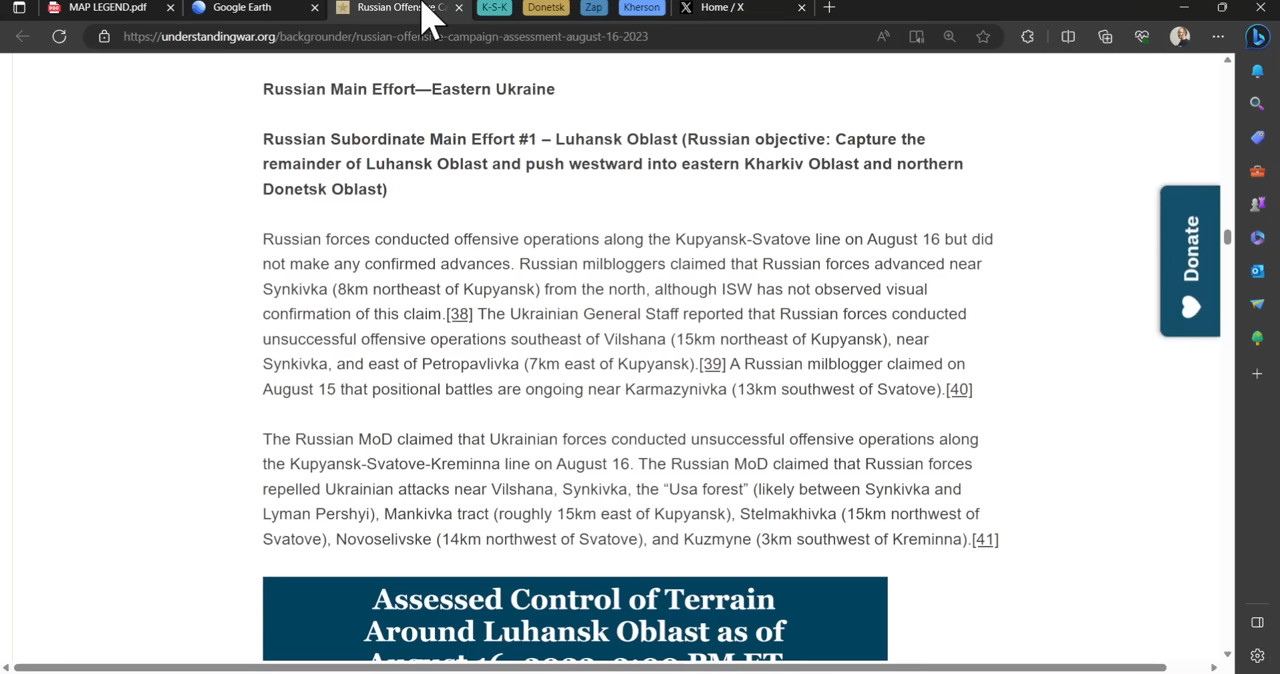 MAP LEGEND.pdf
Google Earth
Russian Offensive
K-S-K
Donetsk
Zap
Kherson
Home / X
https://understandingwar.org/backgrounder/russian-offensive-campaign-assessment-august-16-2023
Russian Main Effort—Eastern Ukraine
Russian Subordinate Main Effort #1 – Luhansk Oblast (Russian objective: Capture the
remainder of Luhansk Oblast and push westward into eastern Kharkiv Oblast and northern
Donetsk Oblast)
Russian forces conducted offensive operations along the Kupyansk-Svatove line on August 16 but did
not make any confirmed advances. Russian milbloggers claimed that Russian forces advanced near
Synkivka (8km northeast of Kupyansk) from the north, although ISW has not observed visual
confirmation of this claim.[38] The Ukrainian General Staff reported that Russian forces conducted
unsuccessful offensive operations southeast of Vilshana (15km northeast of Kupyansk), near
Synkivka, and east of Petropavlivka (7km east of Kupyansk).[39] A Russian milblogger claimed on
August 15 that positional battles are ongoing near Karmazynivka (13km southwest of Svatove).[40]
The Russian MoD claimed that Ukrainian forces conducted unsuccessful offensive operations along
the Kupyansk-Svatove-Kreminna line on August 16. The Russian MoD claimed that Russian forces
repelled Ukrainian attacks near Vilshana, Synkivka, the “Usa forest” (likely between Synkivka and
Lyman Pershyi), Mankivka tract (roughly 15km east of Kupyansk), Stelmakhivka (15km northwest of
Svatove), Novoselivske (14km northwest of Svatove), and Kuzmyne (3km southwest of Kreminna).[41]
Assessed Control of Terrain
Around Luhansk Oblast as of
August 16, 2023, 3:00 PM ET
Donate